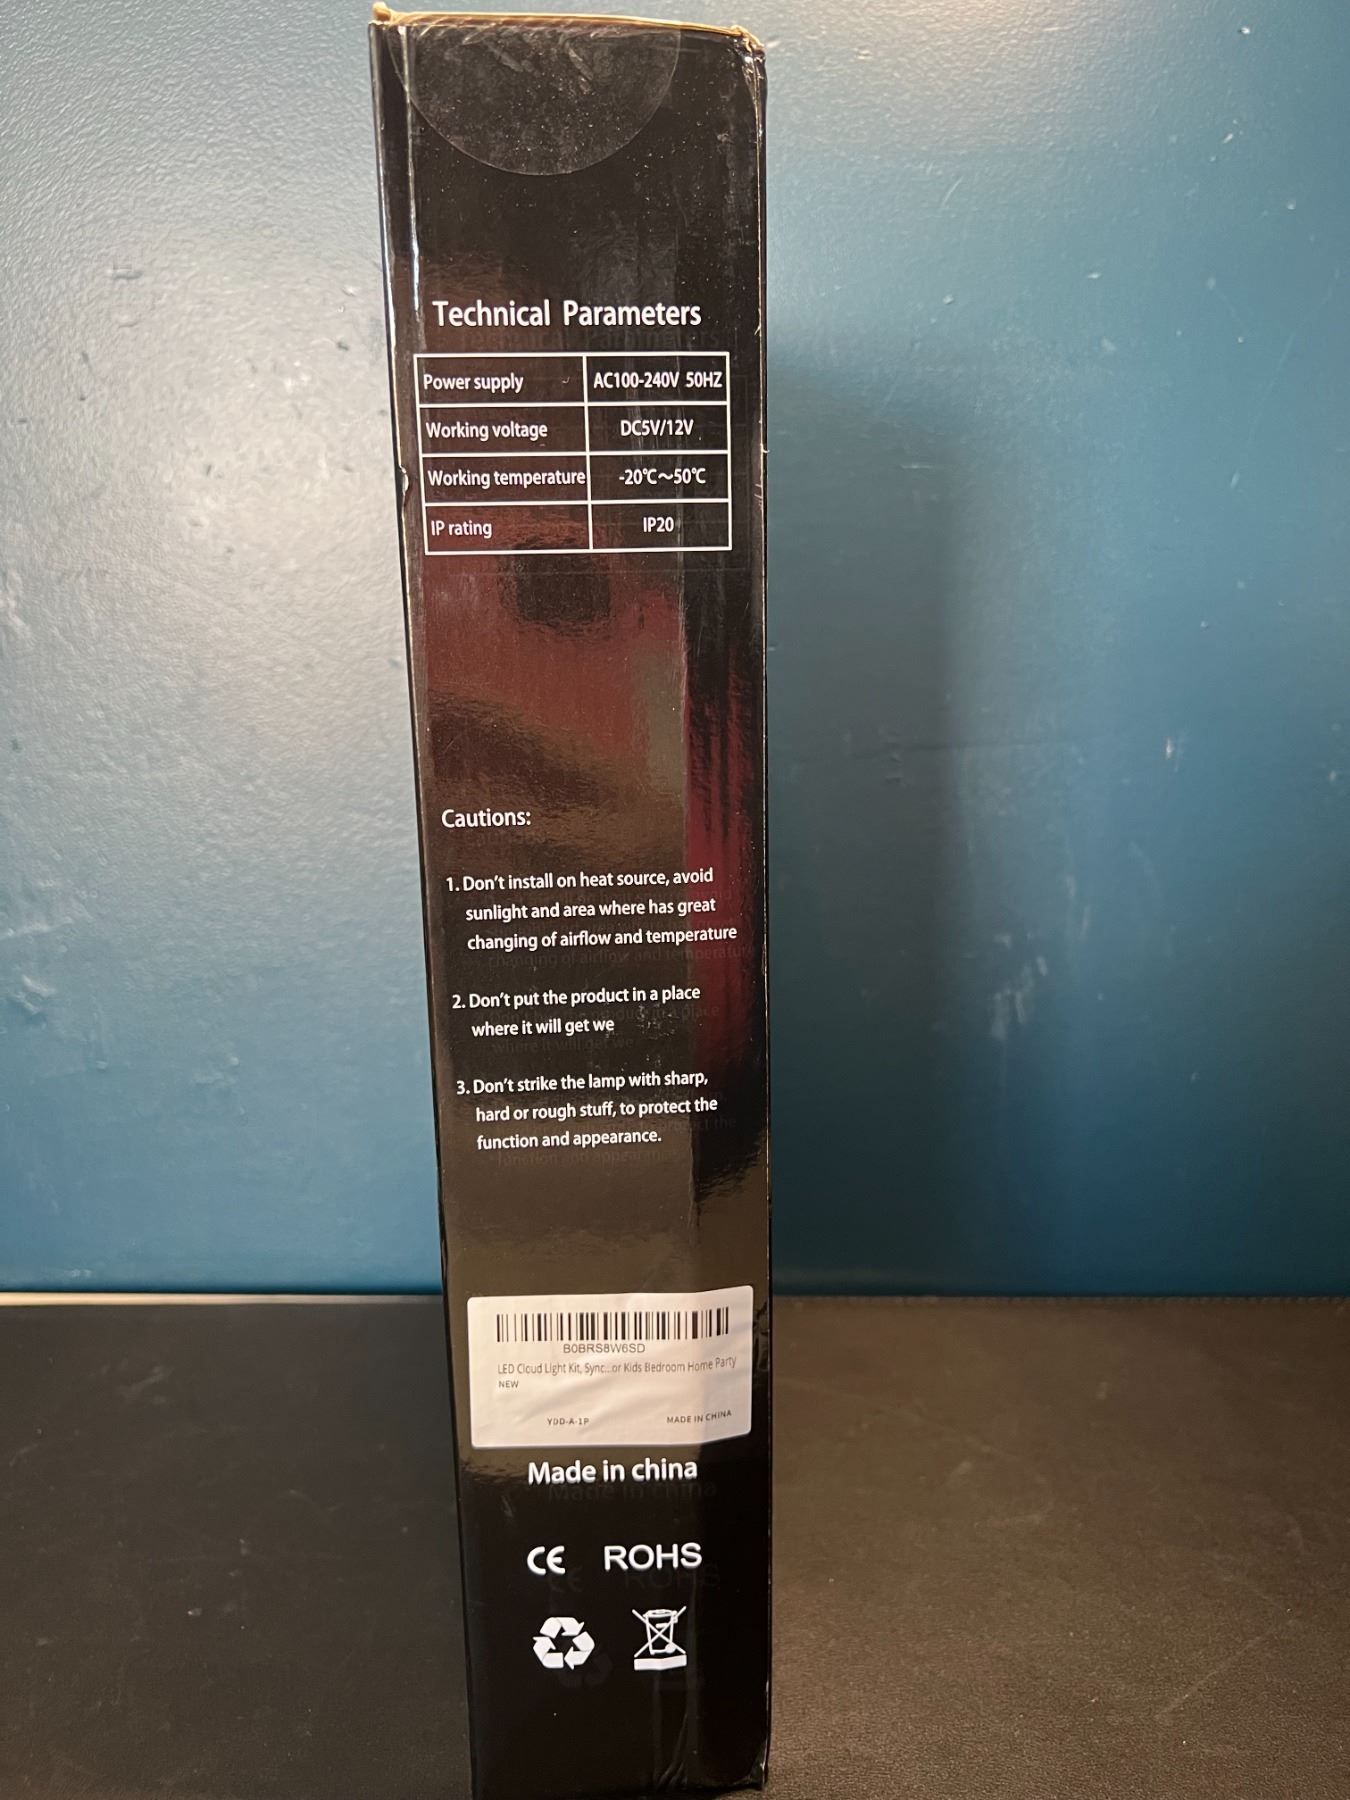 Technical Parameters
Power supply AC100-240V 50HZ
Working voltage DC5V/12V
Working temperature -20℃～50℃
IP rating IP20
Cautions:
1. Don't install on heat source, avoid
sunlight and area where has great
changing of airflow and temperature
2. Don't put the product in a place
where it will get we
3. Don't strike the lamp with sharp,
hard or rough stuff, to protect the
function and appearance.
B0BRS8W6SD
LED Cloud Light Kit, Sync...or Kids Bedroom Home Party
NEW
YDD-A-1P MADE IN CHINA
Made in china
CE ROHS